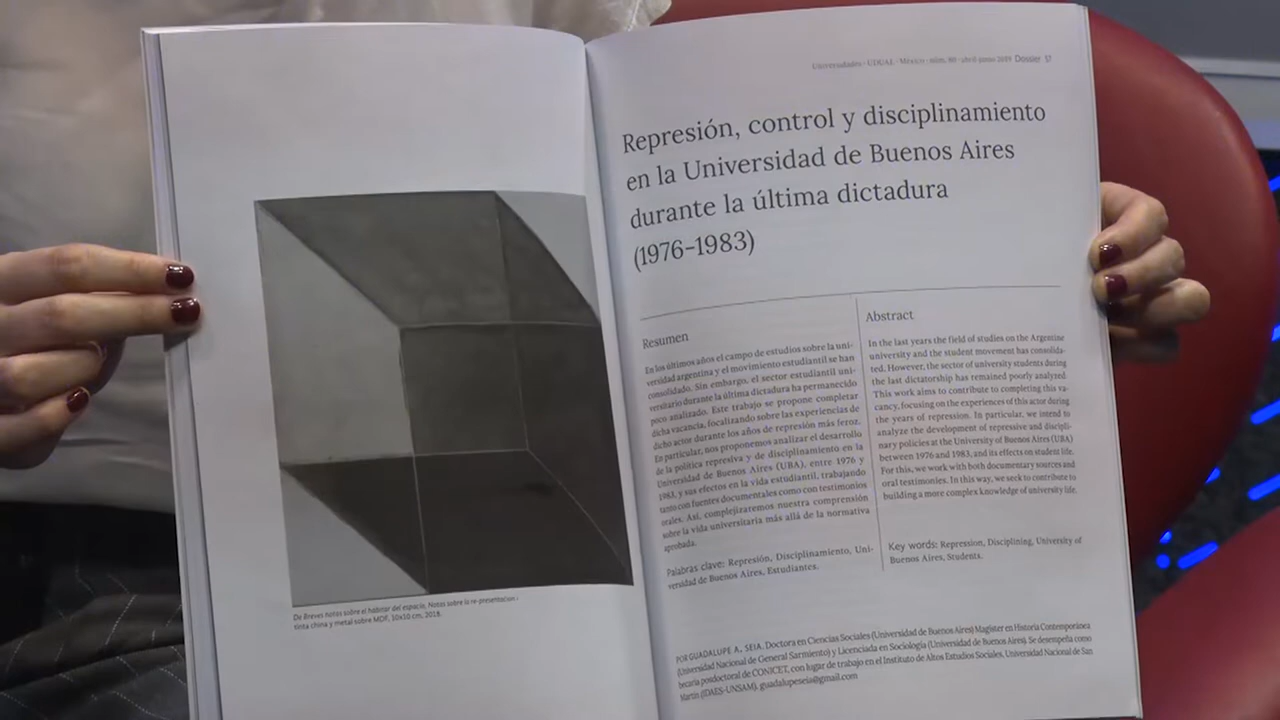 De Breves notas sobre el habitar del espacio. Notas sobre la re-presentación.
tinta china y metal sobre MDF, 10x10 cm, 2018.
Universidades · UDUAL · México · núm. 80 · abril-junio 2019 Dossier 17
Represión, control y disciplinamiento
en la Universidad de Buenos Aires
durante la última dictadura
(1976-1983)
Resumen
En los últimos años el campo de estudios sobre la uni-
versidad argentina y el movimiento estudiantil se han
consolidado. Sin embargo, el sector estudiantil uni-
versitario durante la última dictadura ha permanecido
poco analizado. Este trabajo se propone completar
dicha vacancia, focalizando sobre las experiencias de
dicho actor durante los años de represión más feroz.
En particular, nos proponemos analizar el desarrollo
de la política represiva y de disciplinamiento en la
Universidad de Buenos Aires (UBA), entre 1976 y
1983, y sus efectos en la vida estudiantil, trabajando
tanto con fuentes documentales como con testimonios
orales. Así, complejizaremos nuestra comprensión
sobre la vida universitaria más allá de la normativa
aprobada.
Palabras clave: Represión, Disciplinamiento, Uni-
versidad de Buenos Aires, Estudiantes.
Abstract
In the last years the field of studies on the Argentine
university and the student movement has consolida-
ted. However, the sector of university students during
the last dictatorship has remained poorly analyzed.
This work aims to contribute to completing this va-
cancy, focusing on the experiences of this actor during
the years of repression. In particular, we intend to
analyze the development of repressive and discipli-
nary policies at the University of Buenos Aires (UBA)
between 1976 and 1983, and its effects on student life.
For this, we work with both documentary sources and
oral testimonies. In this way, we seek to contribute to
building a more complex knowledge of university life.
Key words: Repression, Disciplining, University of
Buenos Aires, Students.
POR GUADALUPE A. SEIA. Doctora en Ciencias Sociales (Universidad de Buenos Aires) Magíster en Historia Contemporánea
(Universidad Nacional de General Sarmiento) y Licenciada en Sociología (Universidad de Buenos Aires). Se desempeña como
becaria posdoctoral de CONICET, con lugar de trabajo en el Instituto de Altos Estudios Sociales, Universidad Nacional de San
Martín (IDAES-UNSAM). guadalupeseia@gmail.com